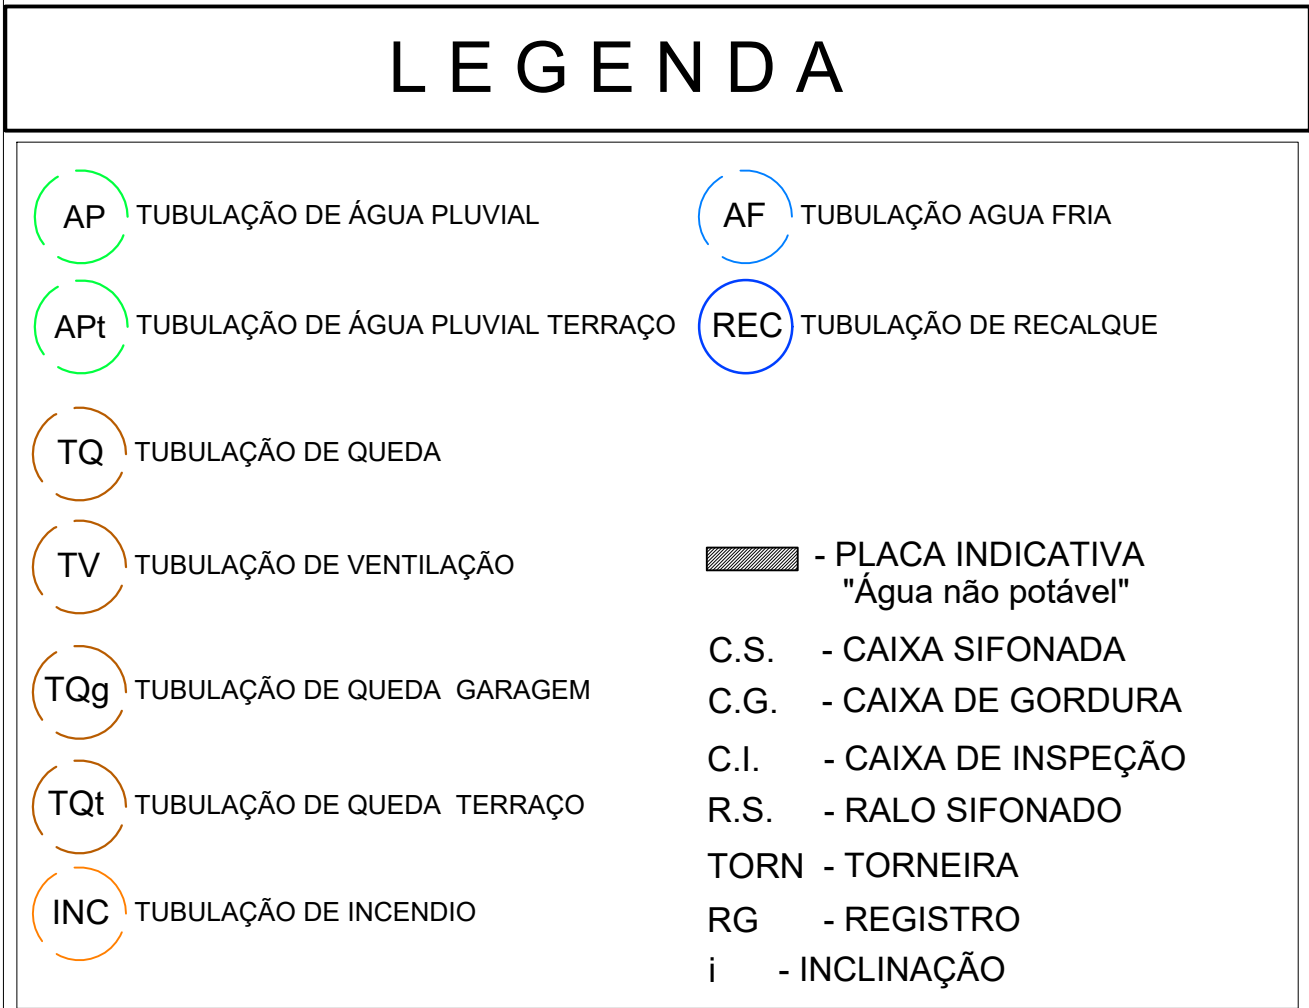 LEGENDA
AP TUBULAÇÃO DE ÁGUA PLUVIAL
APt TUBULAÇÃO DE ÁGUA PLUVIAL TERRAÇO
TQ TUBULAÇÃO DE QUEDA
TV TUBULAÇÃO DE VENTILAÇÃO
TQg TUBULAÇÃO DE QUEDA GARAGEM
TQt TUBULAÇÃO DE QUEDA TERRAÇO
INC TUBULAÇÃO DE INCENDIO
AF TUBULAÇÃO AGUA FRIA
REC TUBULAÇÃO DE RECALQUE
- PLACA INDICATIVA
"Água não potável"
C.S. - CAIXA SIFONADA
C.G. - CAIXA DE GORDURA
C.I. - CAIXA DE INSPEÇÃO
R.S. - RALO SIFONADO
TORN - TORNEIRA
RG - REGISTRO
i - INCLINAÇÃO